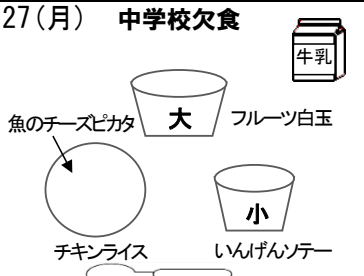 27(月) 中学校欠食
牛乳
魚のチーズピカタ
大
フルーツ白玉
小
チキンライス
いんげんソテー